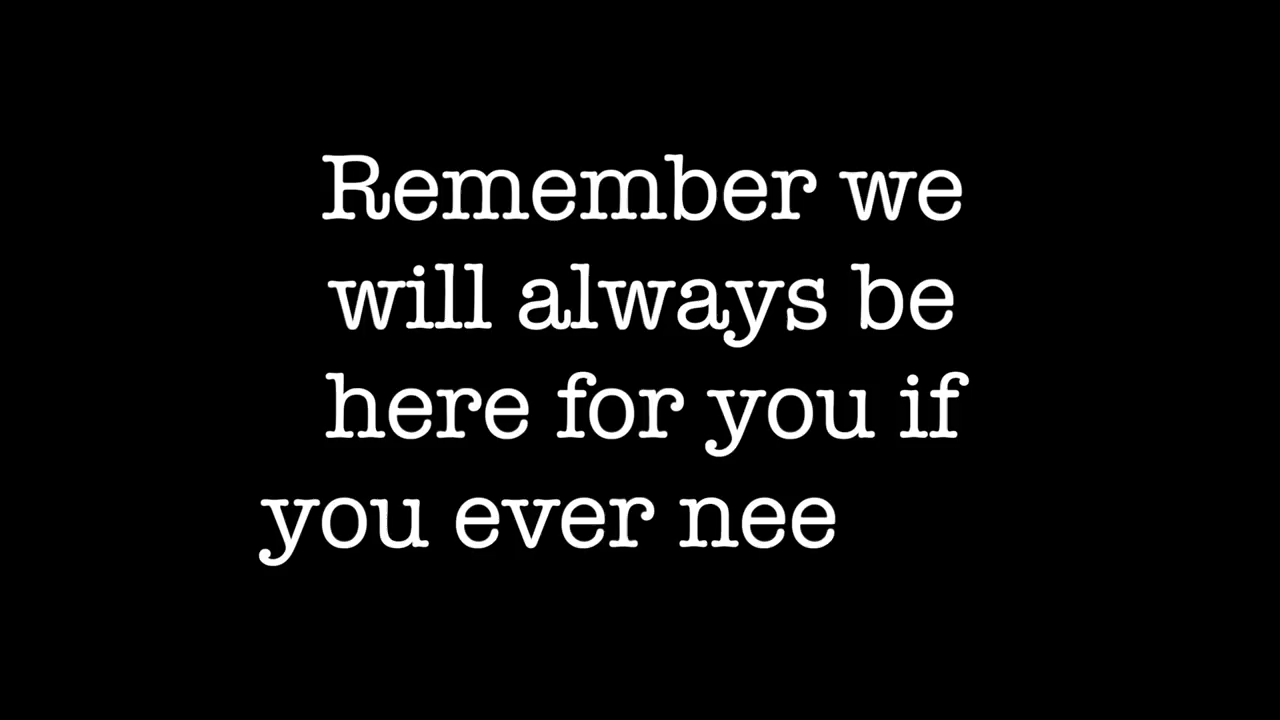 Remember we
will always be
here for you if
you ever nee